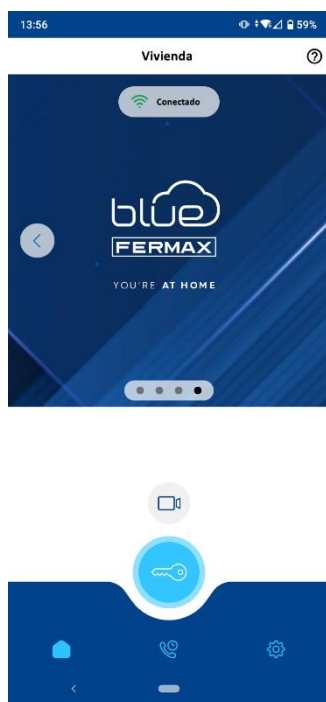 13:56 59%
Vivienda
Conectado
blue
FERMAX
YOU'RE AT HOME